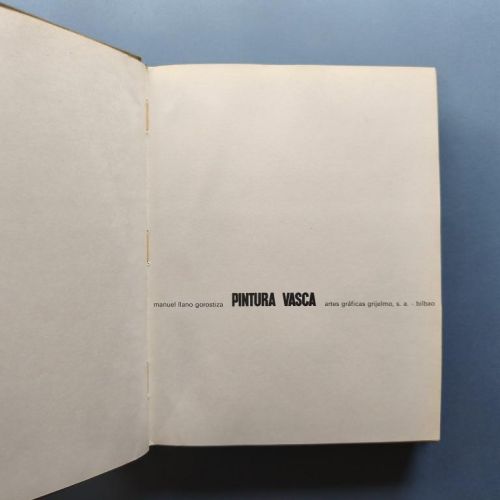 manuel llano gorostiza PINTURA VASCA artes gráficas grijelmo, s. a. - bilbao